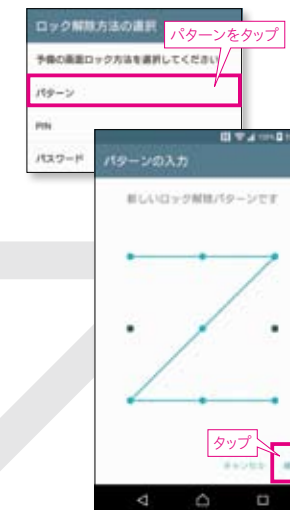 ロック解除方法の選択
パターンをタップ
予備の画面ロック方法を選択してください
パターン
PIN
パスワード
パターンの入力
新しいロック解除パターンです
タップ
キャンセル